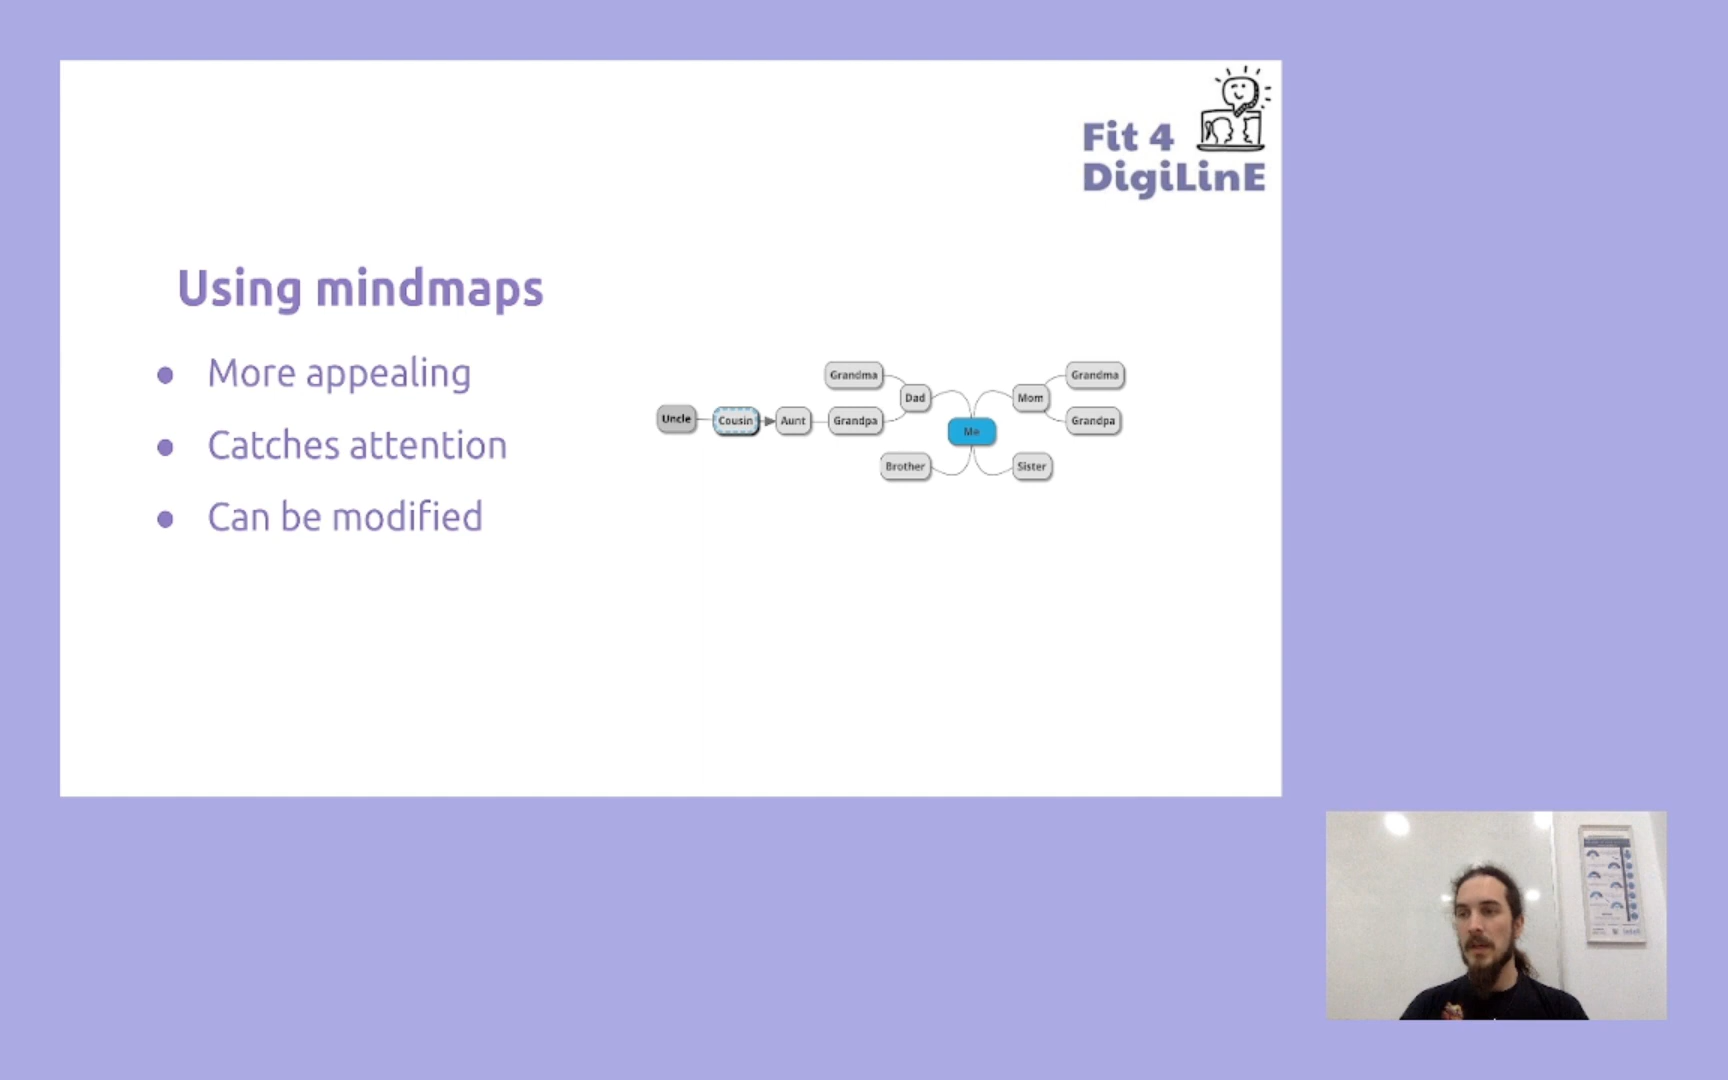 Fit 4
DigiLinE
Using mindmaps
More appealing
Catches attention
Can be modified
Grandma
Grandma
Dad
Mom
Uncle
Cousin
Aunt
Grandpa
Me
Grandpa
Brother
Sister